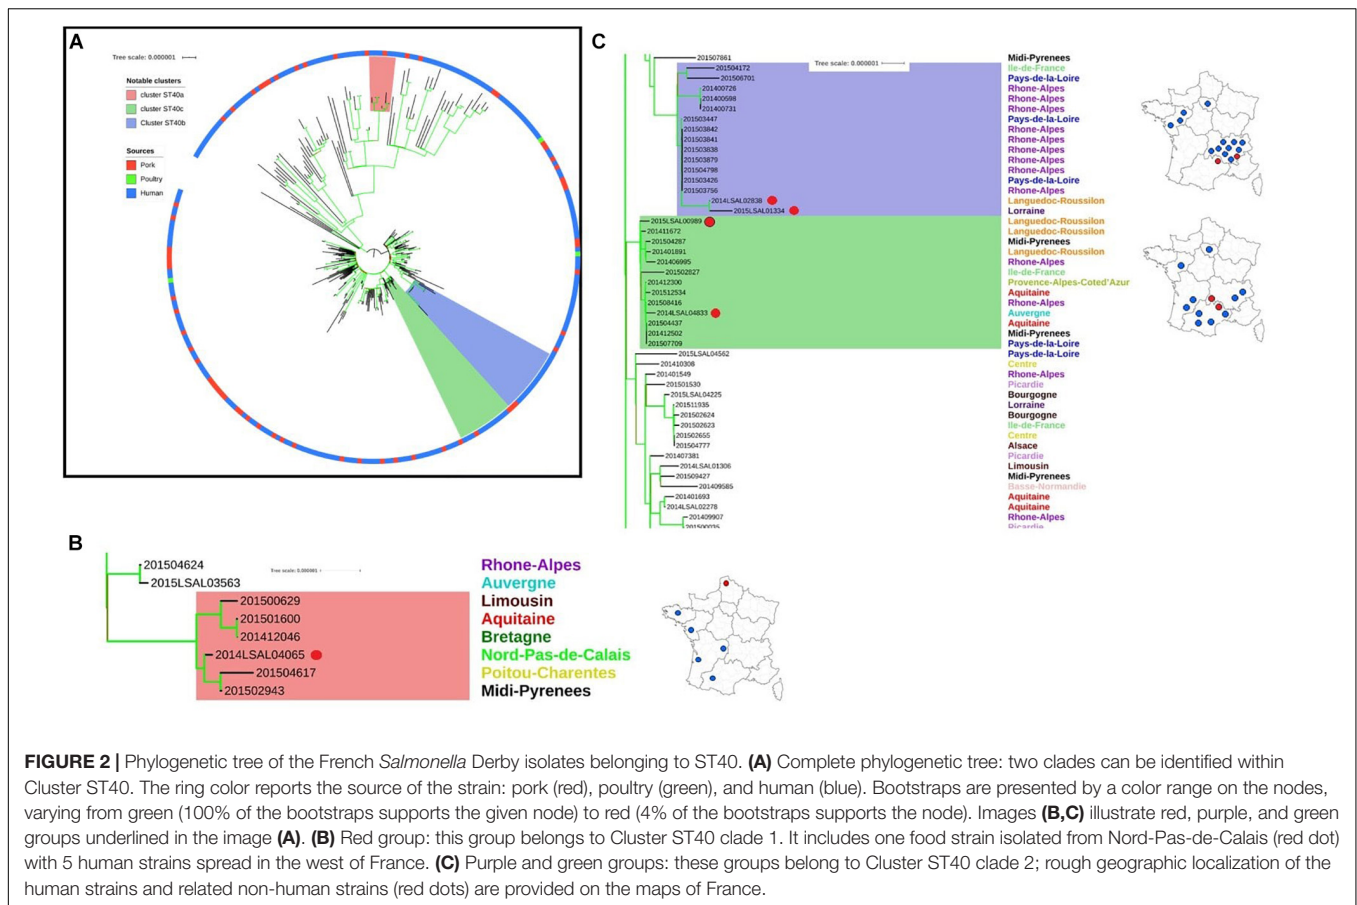 A
Tree scale: 0.000001
Notable clusters
cluster ST40a
cluster ST40c
Cluster ST40b
Sources
Pork
Poultry
Human
C
Tree scale: 0.000001
201507861 Midi-Pyrenees
201504172 Ile-de-France
201506701 Pays-de-la-Loire
201400726 Rhone-Alpes
201400598 Rhone-Alpes
201400731 Rhone-Alpes
201503447 Pays-de-la-Loire
201503842 Rhone-Alpes
201503841 Rhone-Alpes
201503838 Rhone-Alpes
201503879 Rhone-Alpes
201504798 Rhone-Alpes
201503426 Pays-de-la-Loire
201503756 Rhone-Alpes
2014LSAL02838 Languedoc-Roussilon
2015LSAL01334 Lorraine
2015LSAL00989 Languedoc-Roussilon
201411672 Languedoc-Roussilon
201504287 Midi-Pyrenees
201401891 Languedoc-Roussilon
201406995 Rhone-Alpes
201502827 Ile-de-France
201412300 Provence-Alpes-Coted'Azur
201512534 Aquitaine
201508416 Rhone-Alpes
2014LSAL04833 Auvergne
201504437 Aquitaine
201412502 Midi-Pyrenees
201507709 Pays-de-la-Loire
2015LSAL04562 Pays-de-la-Loire
201410308 Centre
201401549 Rhone-Alpes
201501530 Picardie
2015LSAL04225 Bourgogne
201511935 Lorraine
201502624 Bourgogne
201502623 Ile-de-France
201502655 Centre
201504777 Alsace
201407381 Picardie
2014LSAL01306 Limousin
201509427 Midi-Pyrenees
201409585 Basse-Normandie
201401693 Aquitaine
2014LSAL02278 Aquitaine
201409907 Rhone-Alpes
Picardie
B
Tree scale: 0.000001
201504624 Rhone-Alpes
2015LSAL03563 Auvergne
201500629 Limousin
201501600 Aquitaine
201412046 Bretagne
2014LSAL04065 Nord-Pas-de-Calais
201504617 Poitou-Charentes
201502943 Midi-Pyrenees
FIGURE 2 | Phylogenetic tree of the French Salmonella Derby isolates belonging to ST40. (A) Complete phylogenetic tree: two clades can be identified within
Cluster ST40. The ring color reports the source of the strain: pork (red), poultry (green), and human (blue). Bootstraps are presented by a color range on the nodes,
varying from green (100% of the bootstraps supports the given node) to red (4% of the bootstraps supports the node). Images (B,C) illustrate red, purple, and green
groups underlined in the image (A). (B) Red group: this group belongs to Cluster ST40 clade 1. It includes one food strain isolated from Nord-Pas-de-Calais (red dot)
with 5 human strains spread in the west of France. (C) Purple and green groups: these groups belong to Cluster ST40 clade 2; rough geographic localization of the
human strains and related non-human strains (red dots) are provided on the maps of France.